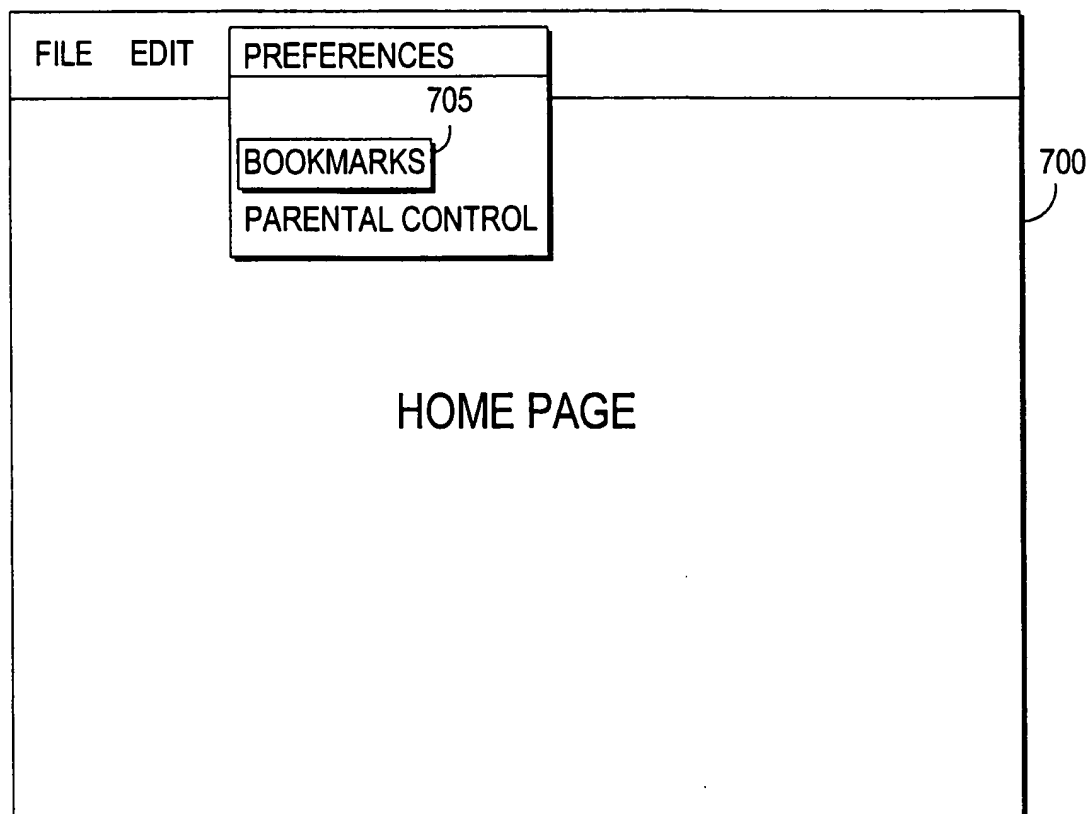 FILE EDIT PREFERENCES
705
BOOKMARKS
700
PARENTAL CONTROL
HOME PAGE